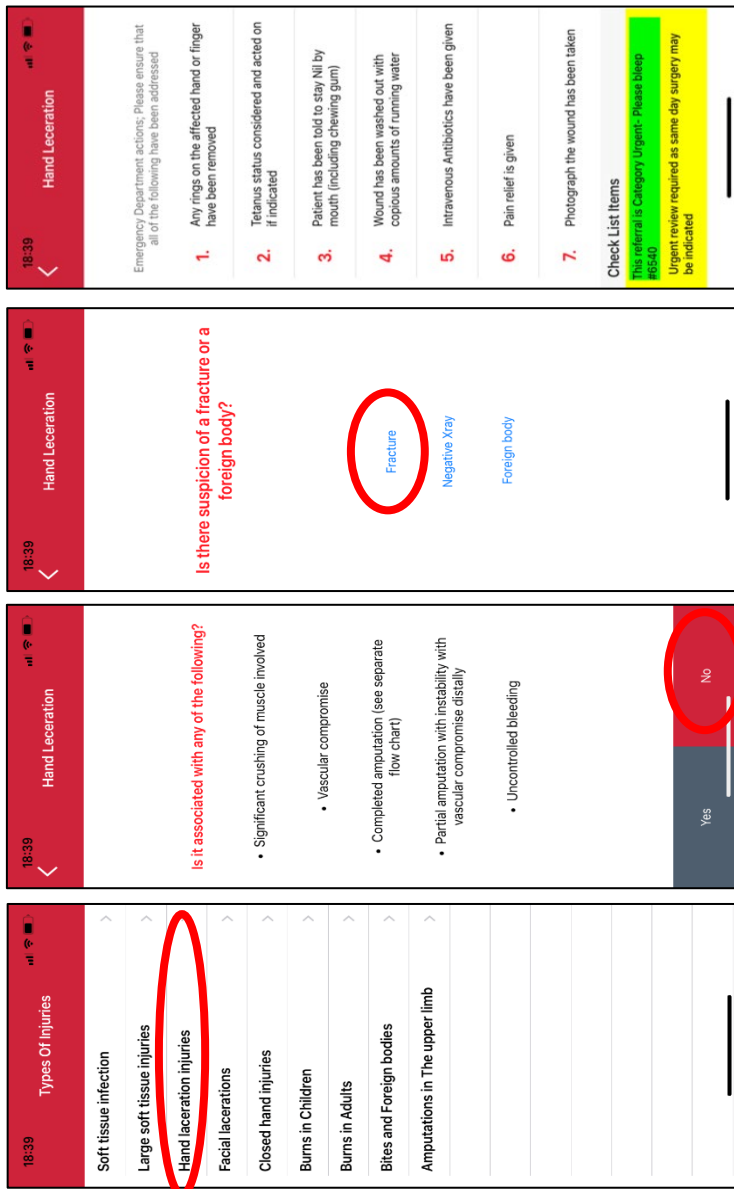 18:39
Types Of Injuries
Soft tissue infection
Large soft tissue injuries
Hand laceration injuries
Facial lacerations
Closed hand injuries
Burns in Children
Burns in Adults
Bites and Foreign bodies
Amputations in The upper limb
18:39
Hand Leceration
Is it associated with any of the following?
• Significant crushing of muscle involved
• Vascular compromise
• Completed amputation (see separate
flow chart)
• Partial amputation with instability with
vascular compromise distally
• Uncontrolled bleeding
Yes
No
18:39
Hand Leceration
Is there suspicion of a fracture or a
foreign body?
Fracture
Negative Xray
Foreign body
18:39
Hand Leceration
Emergency Department actions; Please ensure that
all of the following have been addressed
1. Any rings on the affected hand or finger
have been removed
2. Tetanus status considered and acted on
if indicated
3. Patient has been told to stay Nil by
mouth (including chewing gum)
4. Wound has been washed out with
copious amounts of running water
5. Intravenous Antibiotics have been given
6. Pain relief is given
7. Photograph the wound has been taken
Check List Items
This referral is Category Urgent- Please bleep
#6540
Urgent review required as same day surgery may
be indicated